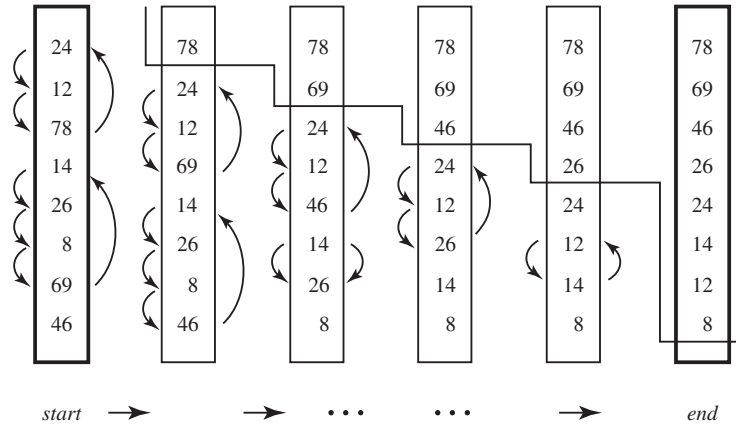 24 78 78 78 78 78
12 24 69 69 69 69
78 12 24 46 46 46
14 69 12 24 26 26
26 14 46 12 24 24
8 26 14 26 12 14
69 8 26 14 14 12
46 46 8 8 8 8
start ••• ••• end